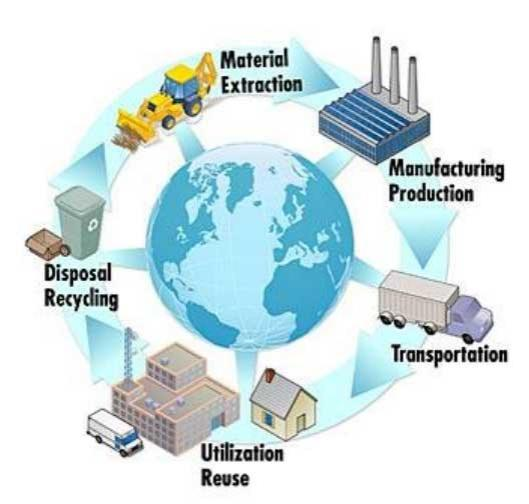 Material
Extraction
Manufacturing
Production
Transportation
Utilization
Reuse
Disposal
Recycling